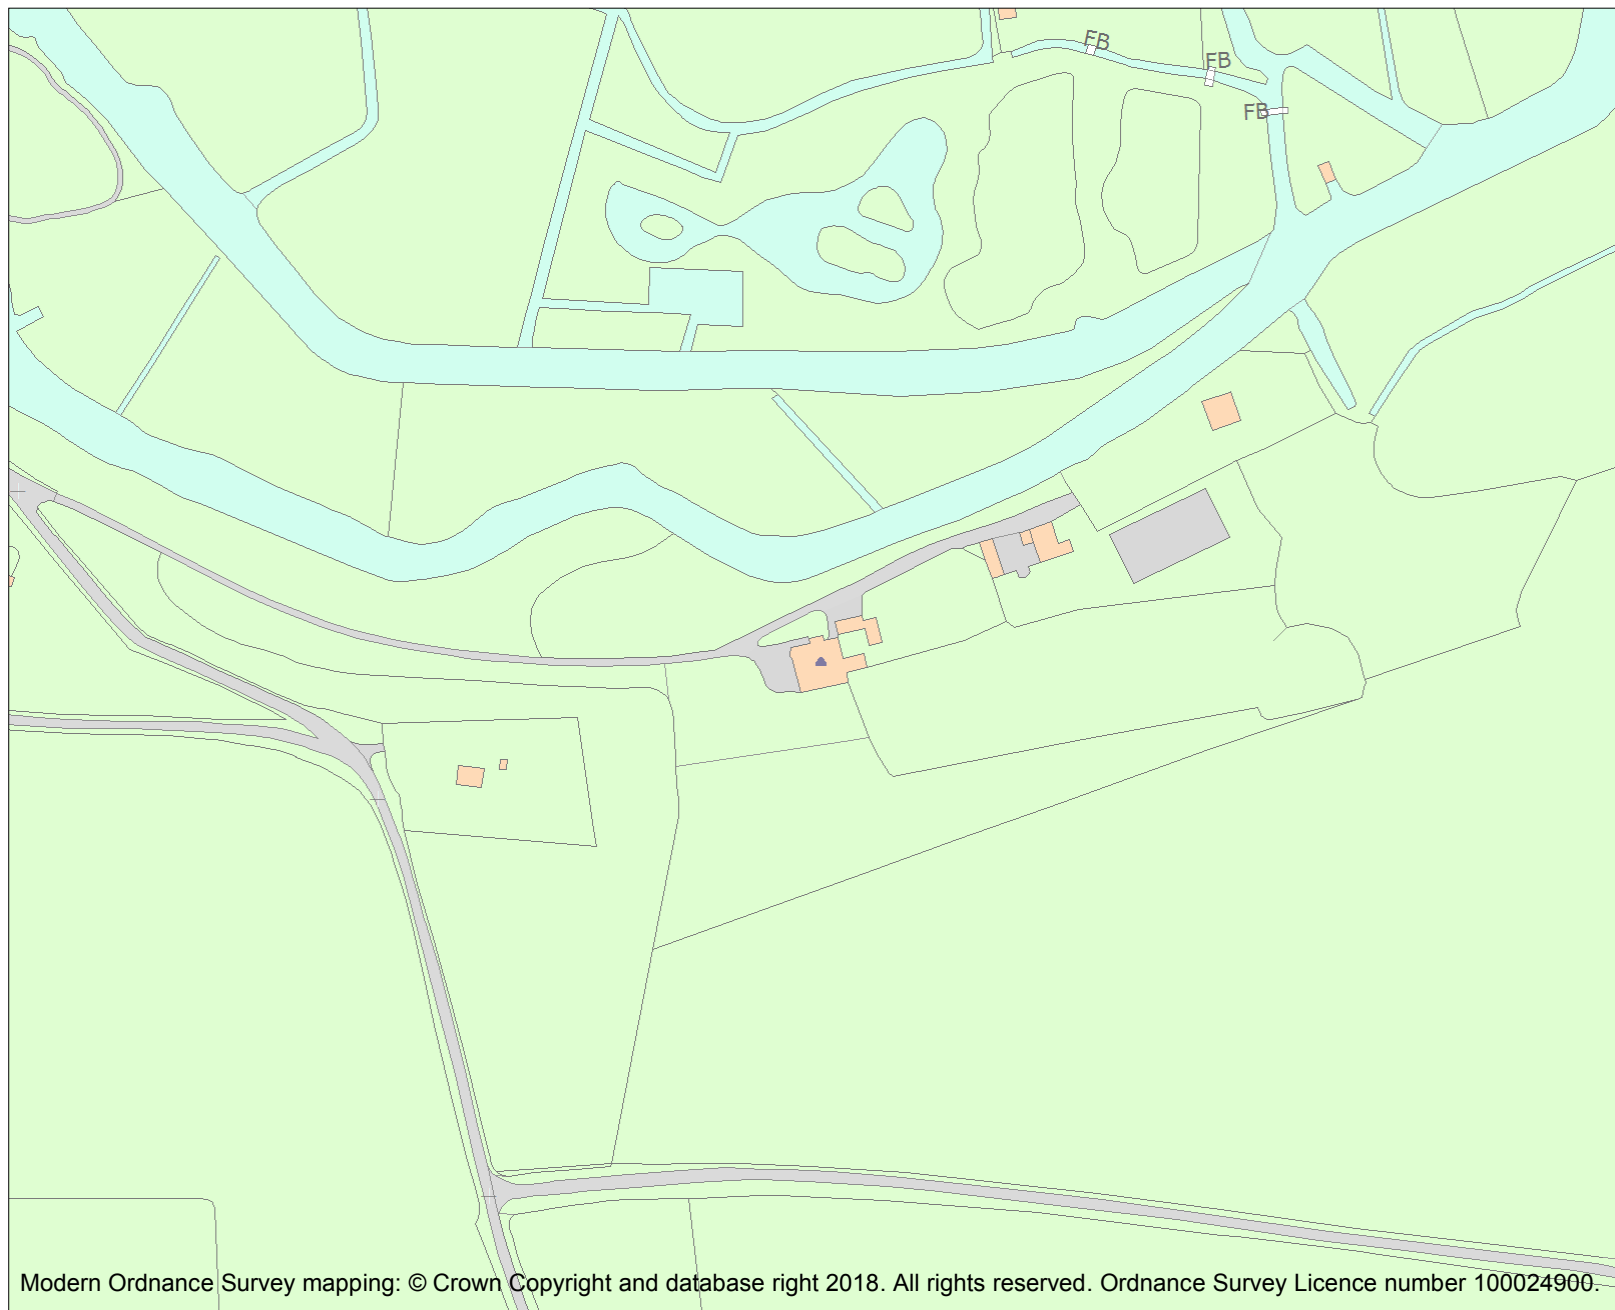 FB
FB
FB
Modern Ordnance Survey mapping: © Crown Copyright and database right 2018. All rights reserved. Ordnance Survey Licence number 100024900.